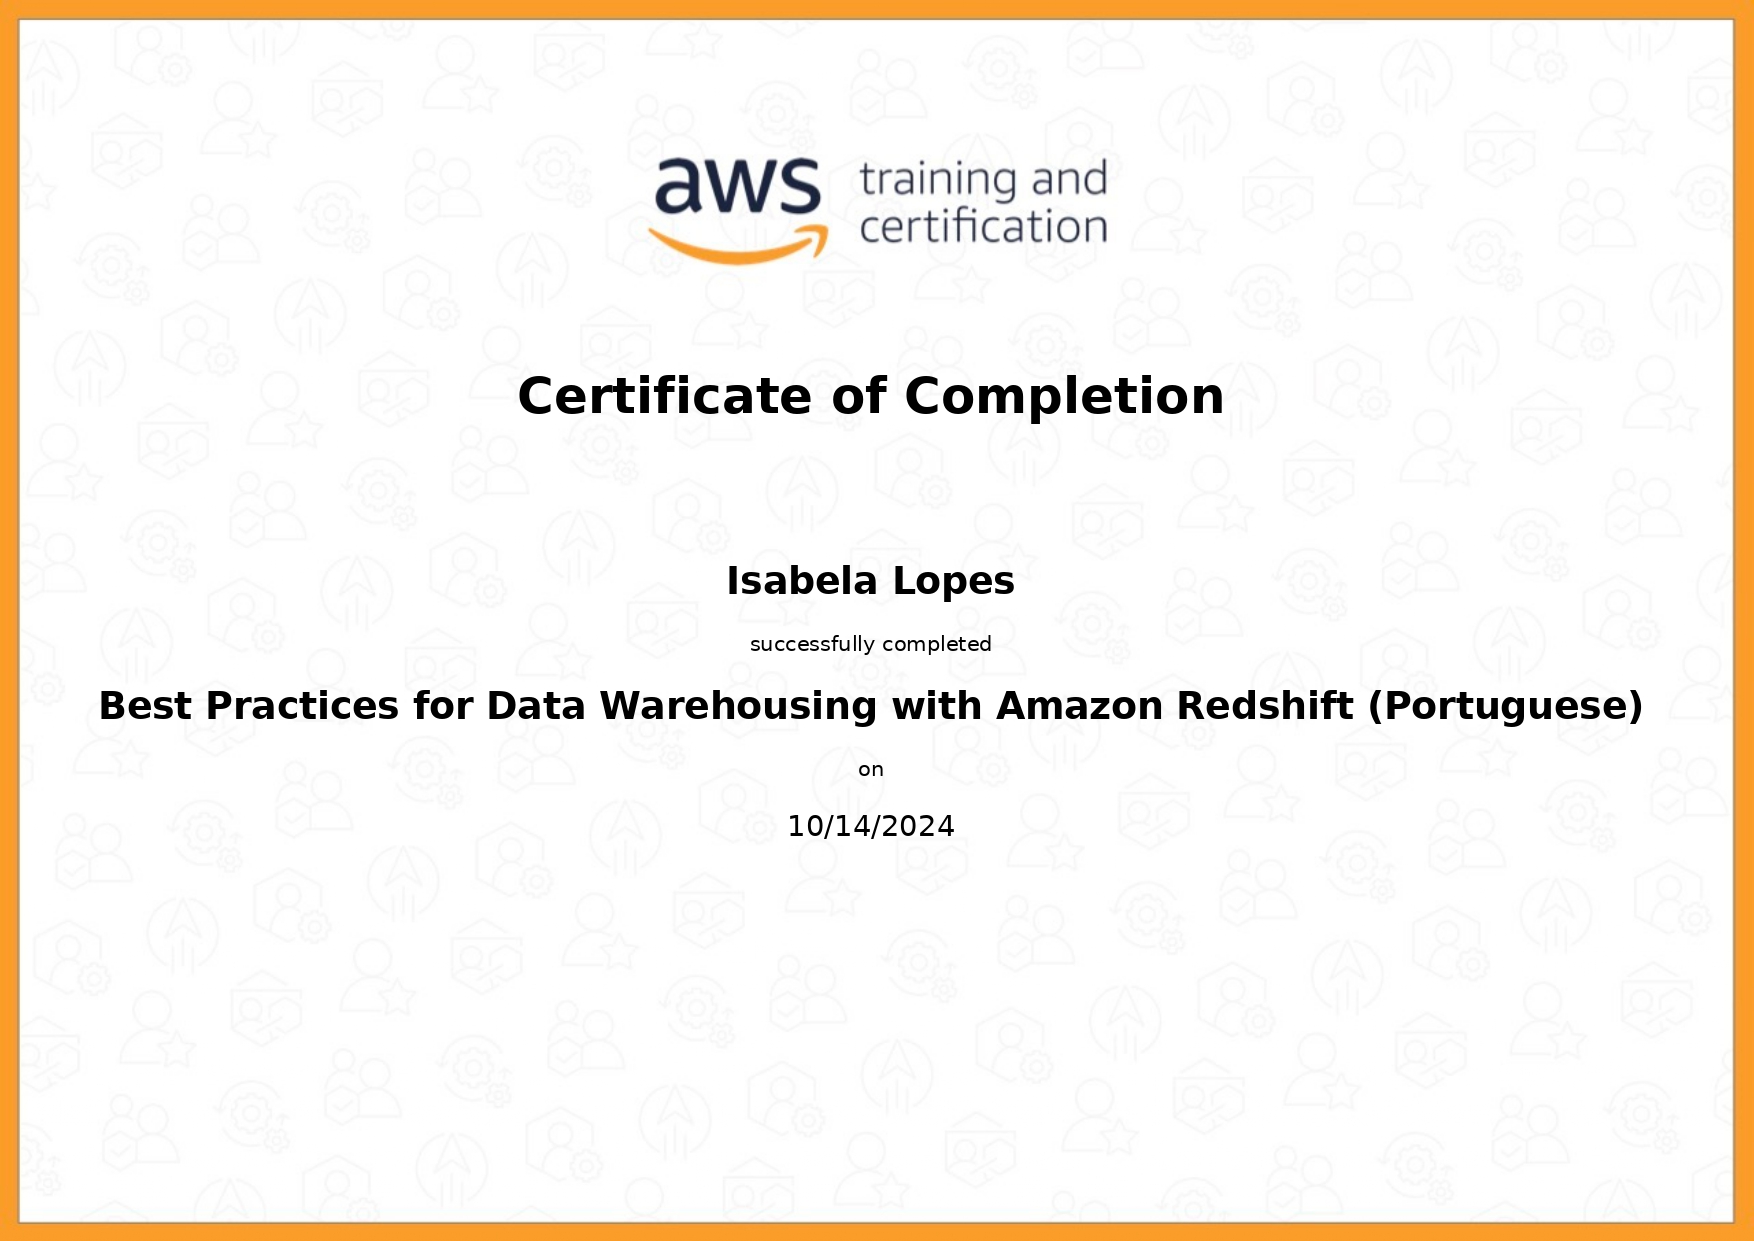 aws training and
certification
Certificate of Completion
Isabela Lopes
successfully completed
Best Practices for Data Warehousing with Amazon Redshift (Portuguese)
on
10/14/2024